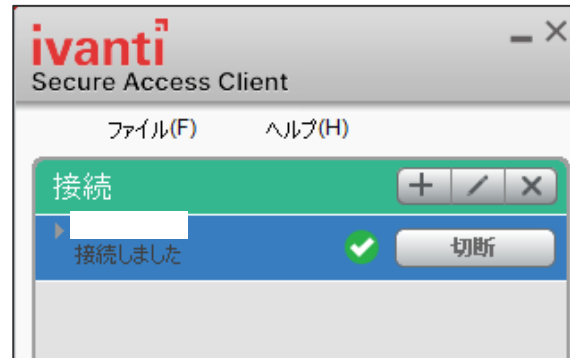 ivanti
Secure Access Client
ファイル(F) ヘルプ(H)
接続
接続しました
切断